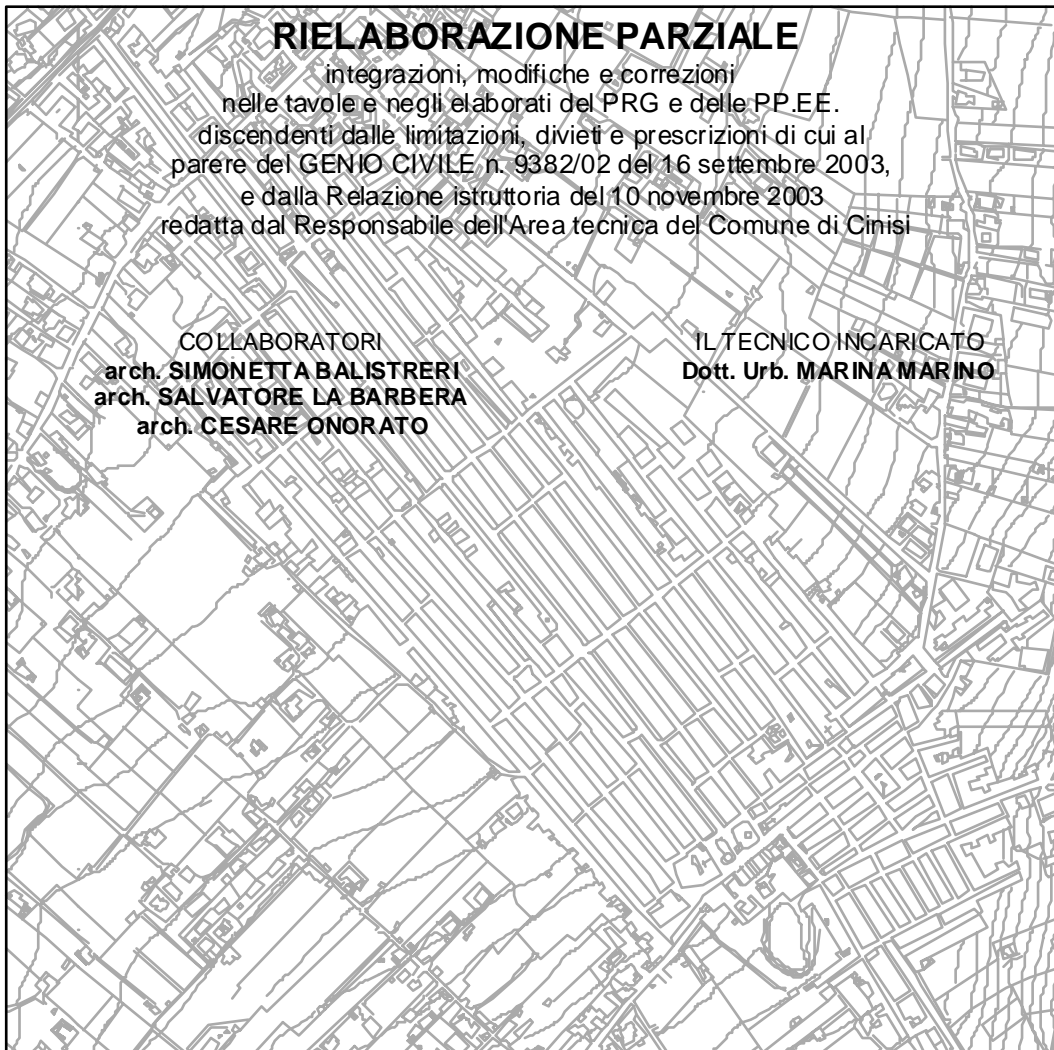 RIELABORAZIONE PARZIALE
integrazioni, modifiche e correzioni
nelle tavole e negli elaborati del PRG e delle PP.EE.
discendenti dalle limitazioni, divieti e prescrizioni di cui al
parere del GENIO CIVILE n. 9382/02 del 16 settembre 2003,
e dalla Relazione istruttoria del 10 novembre 2003
redatta dal Responsabile dell'Area tecnica del Comune di Cinisi
COLLABORATORI
arch. SIMONETTA BALISTRERI
arch. SALVATORE LA BARBERA
arch. CESARE ONORATO
IL TECNICO INCARICATO
Dott. Urb. MARINA MARINO